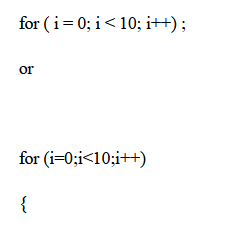 for ( i = 0; i < 10; i++) ;
or
for (i=0;i<10;i++)
{